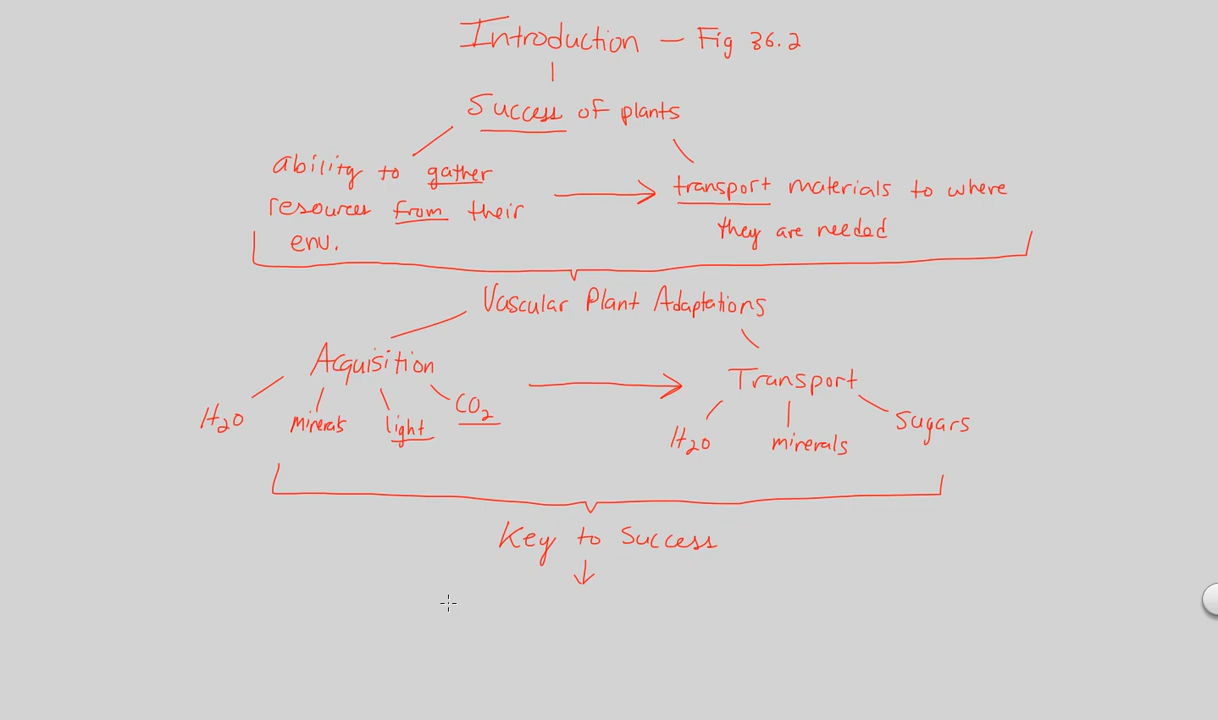 Introduction - Fig 36.2
Success of plants
ability to gather
resources from their
env.
transport materials to where
they are needed
Vascular Plant Adaptations
Acquisition
H2O minerals light CO2
Transport
H2O minerals sugars
Key to Success